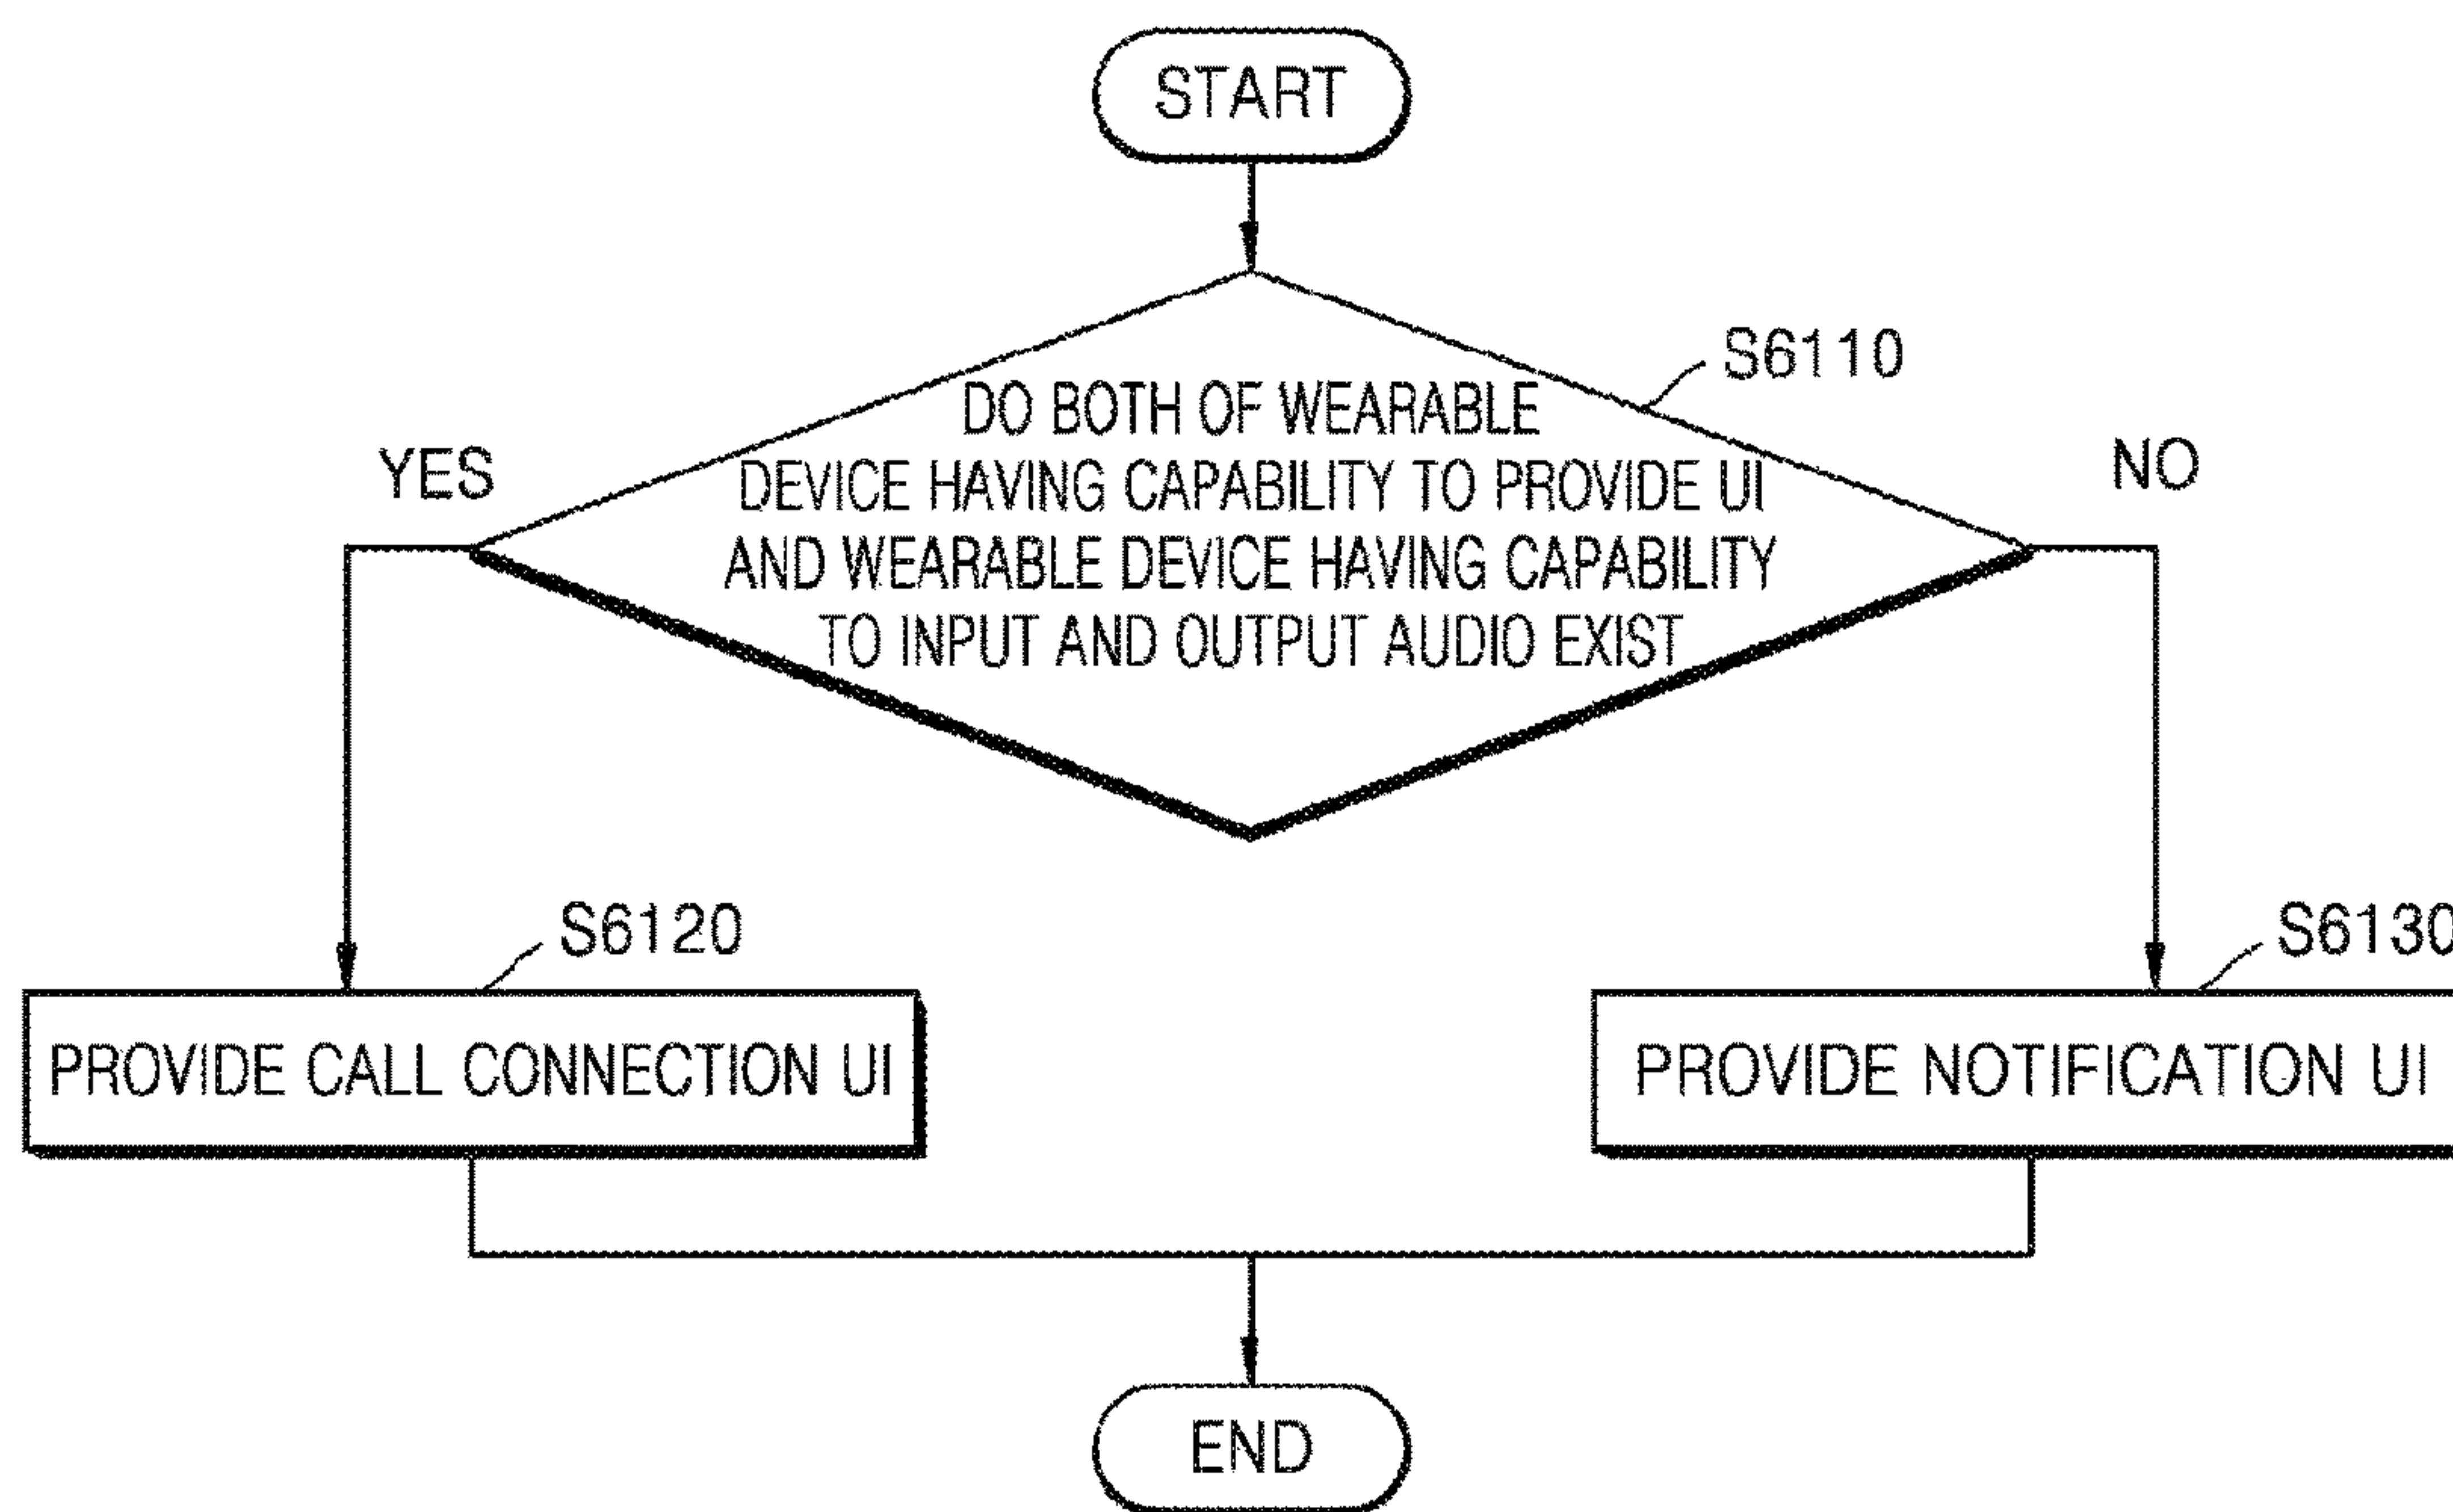 START
S6110
DO BOTH OF WEARABLE
YES
NO
DEVICE HAVING CAPABILITY TO PROVIDE UI
AND WEARABLE DEVICE HAVING CAPABILITY
TO INPUT AND OUTPUT AUDIO EXIST
S6120
S6130
PROVIDE CALL CONNECTION UI
PROVIDE NOTIFICATION UI
END